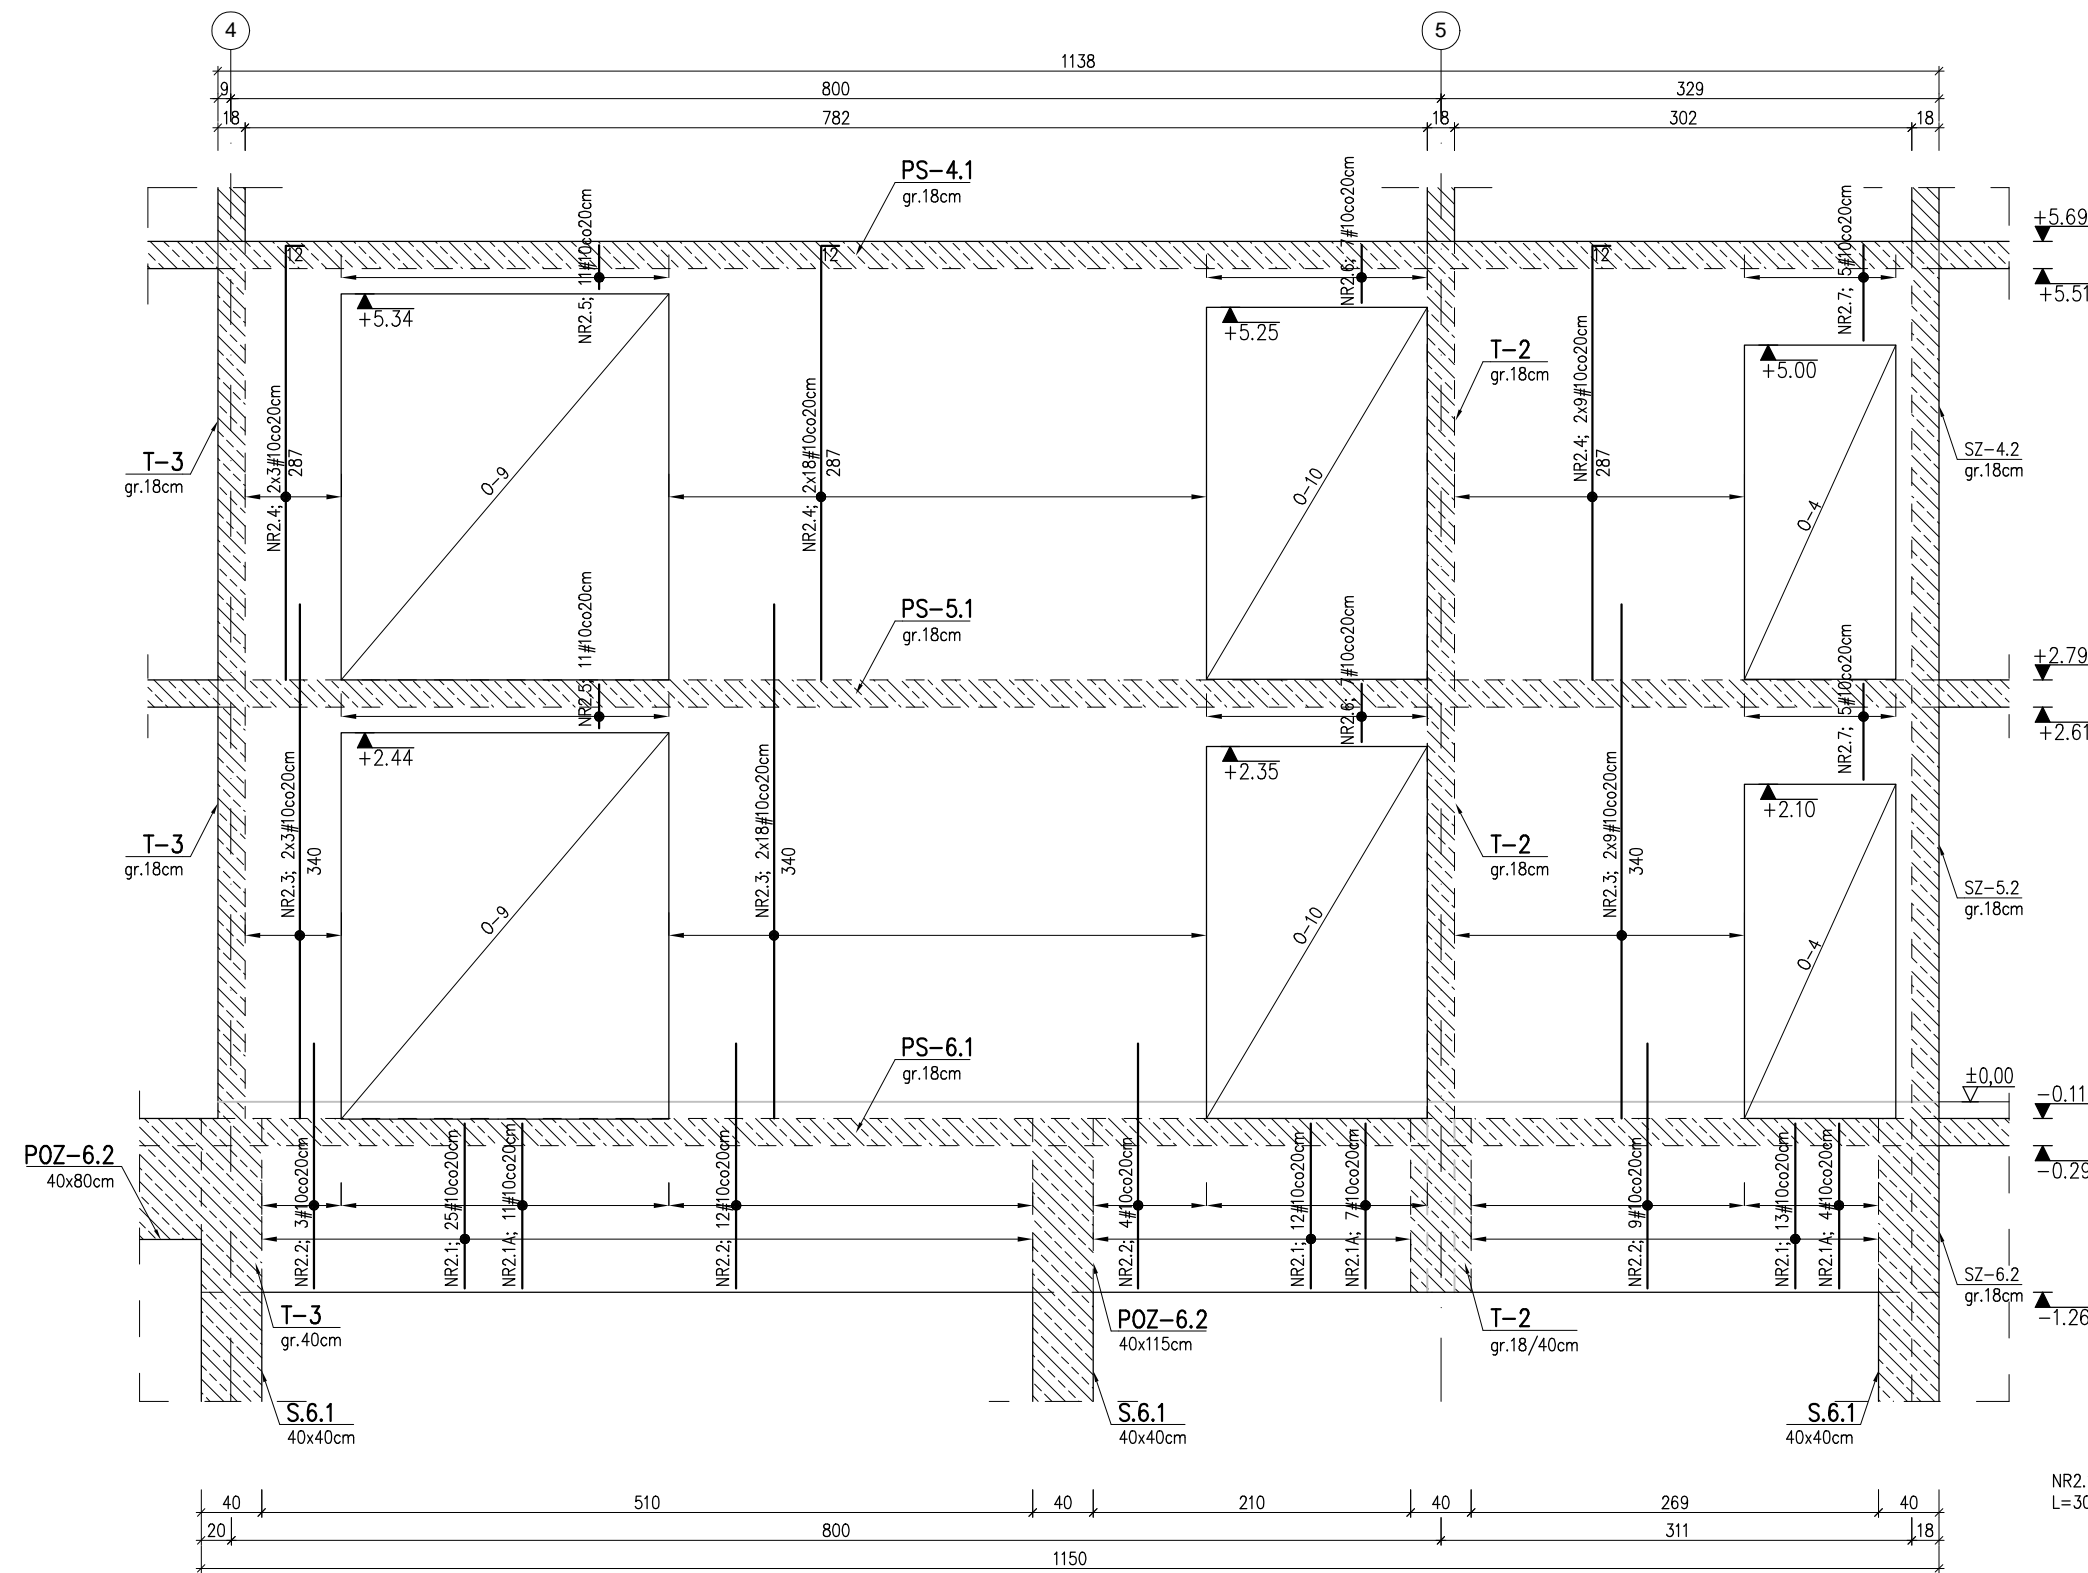 4
5
1138
9
800
329
18
782
18
302
18
PS-4.1
gr.18cm
+5.69
12
12
12
NR2.5; 11#10co20cm
NR2.6; 7#10co20cm
NR2.7; 5#10co20cm
+5.51
+5.34
+5.25
+5.00
T-2
gr.18cm
NR2.4; 2x3#10co20cm
287
NR2.4; 2x18#10co20cm
287
NR2.4; 2x9#10co20cm
287
T-3
gr.18cm
SZ-4.2
gr.18cm
O-9
O-10
O-4
PS-5.1
gr.18cm
NR2.5; 11#10co20cm
NR2.6; 7#10co20cm
NR2.7; 5#10co20cm
+2.79
+2.61
+2.44
+2.35
+2.10
NR2.3; 2x3#10co20cm
340
NR2.3; 2x18#10co20cm
340
NR2.3; 2x9#10co20cm
340
T-3
gr.18cm
T-2
gr.18cm
SZ-5.2
gr.18cm
O-9
O-10
O-4
PS-6.1
gr.18cm
±0,00
-0.11
-0.29
POZ-6.2
40x80cm
NR2.2; 3#10co20cm
NR2.1; 25#10co20cm
NR2.1A; 11#10co20cm
NR2.2; 12#10co20cm
NR2.2; 4#10co20cm
NR2.1; 12#10co20cm
NR2.1A; 7#10co20cm
NR2.2; 9#10co20cm
NR2.1; 13#10co20cm
NR2.1A; 4#10co20cm
SZ-6.2
gr.18cm
-1.26
T-3
gr.40cm
POZ-6.2
40x115cm
T-2
gr.18/40cm
S.6.1
40x40cm
S.6.1
40x40cm
S.6.1
40x40cm
NR2.
L=30
40
510
40
210
40
269
40
20
800
311
18
1150